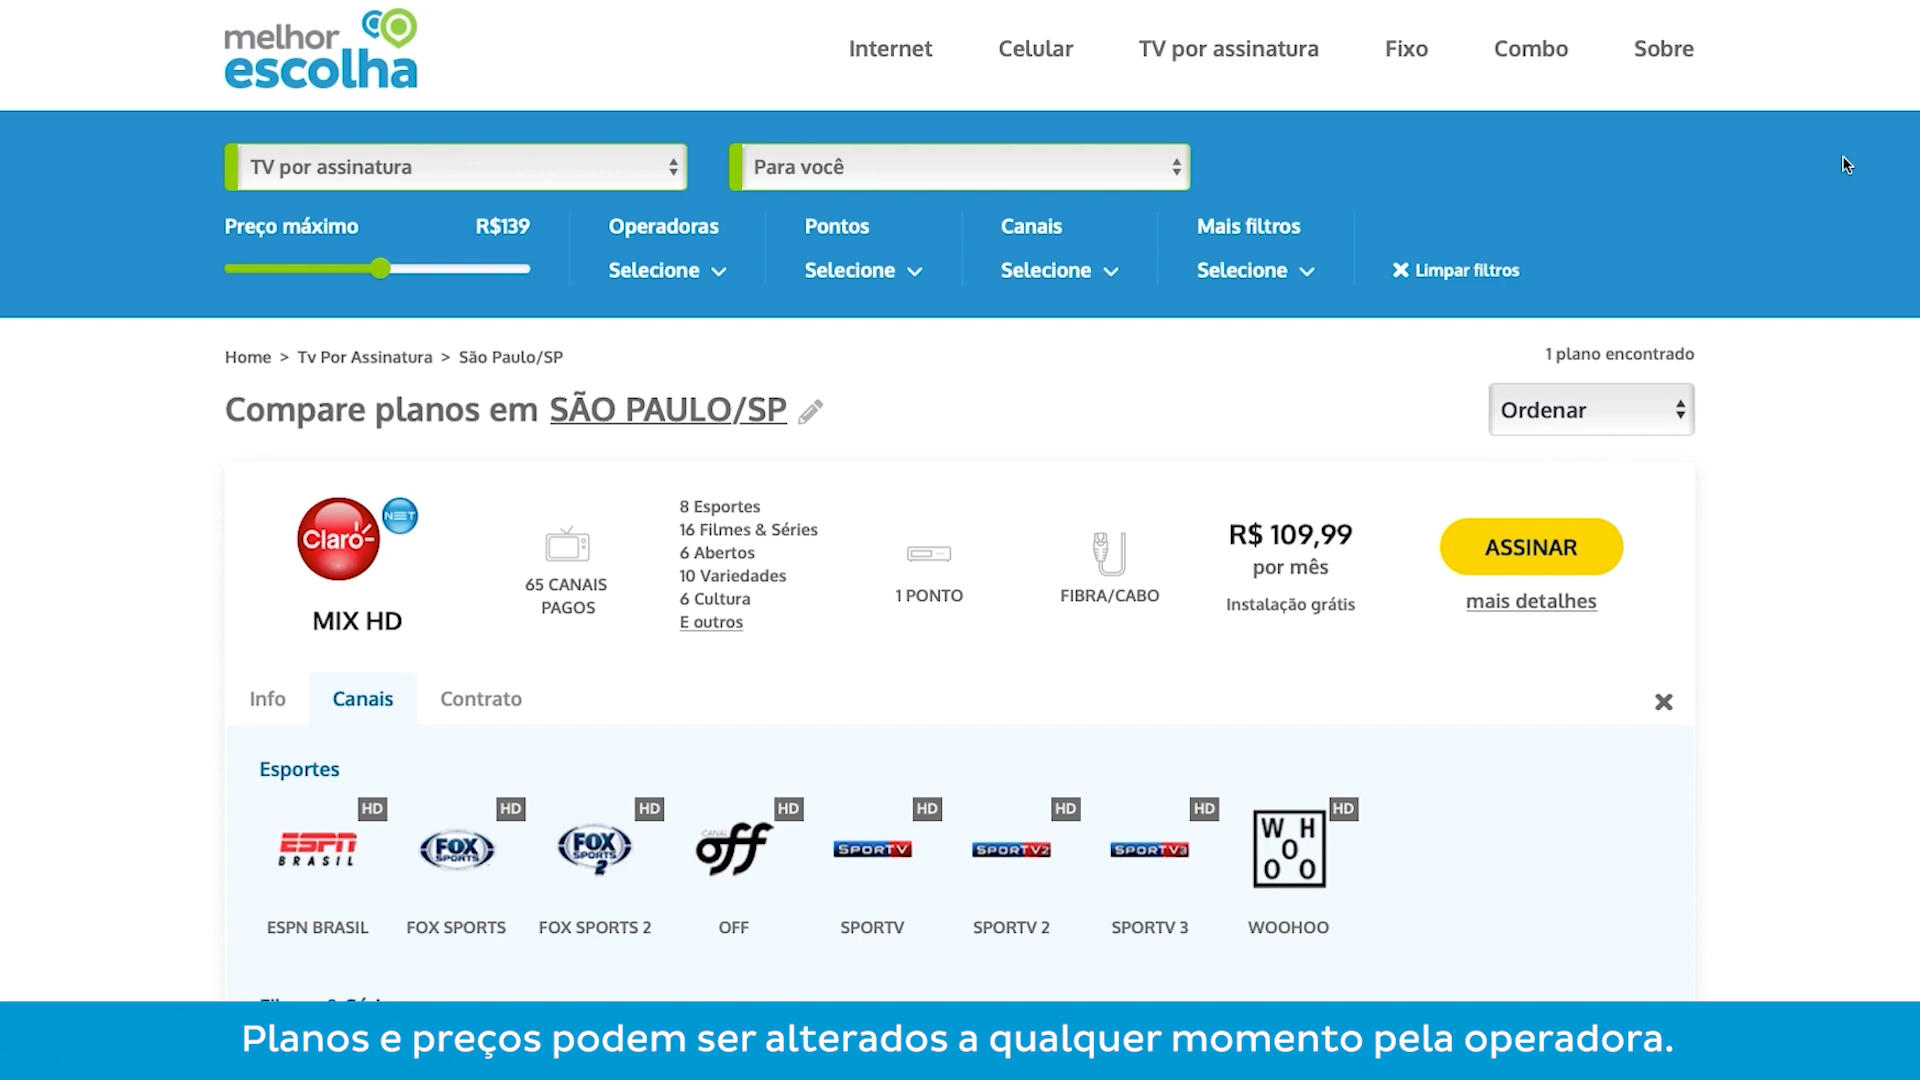 melhor
escolha
Internet
Celular
TV por assinatura
Fixo
Combo
Sobre
TV por assinatura
Para você
Preço máximo
R$139
Operadoras
Pontos
Canais
Mais filtros
Selecione
Selecione
Selecione
Selecione
Limpar filtros
Home > Tv Por Assinatura > São Paulo/SP
1 plano encontrado
Compare planos em SÃO PAULO/SP
Ordenar
Claro
NET
MIX HD
65 CANAIS
PAGOS
8 Esportes
16 Filmes & Séries
6 Abertos
10 Variedades
6 Cultura
E outros
1 PONTO
FIBRA/CABO
R$ 109,99
por mês
Instalação grátis
ASSINAR
mais detalhes
Info
Canais
Contrato
Esportes
HD
HD
HD
HD
HD
HD
HD
HD
ESPN
BRASIL
FOX
SPORTS
FOX
SPORTS
2
CANAL
off
SPORTV
SPORTV2
SPORTV3
W H
O
O O
ESPN BRASIL
FOX SPORTS
FOX SPORTS 2
OFF
SPORTV
SPORTV 2
SPORTV 3
WOOHOO
Planos e preços podem ser alterados a qualquer momento pela operadora.